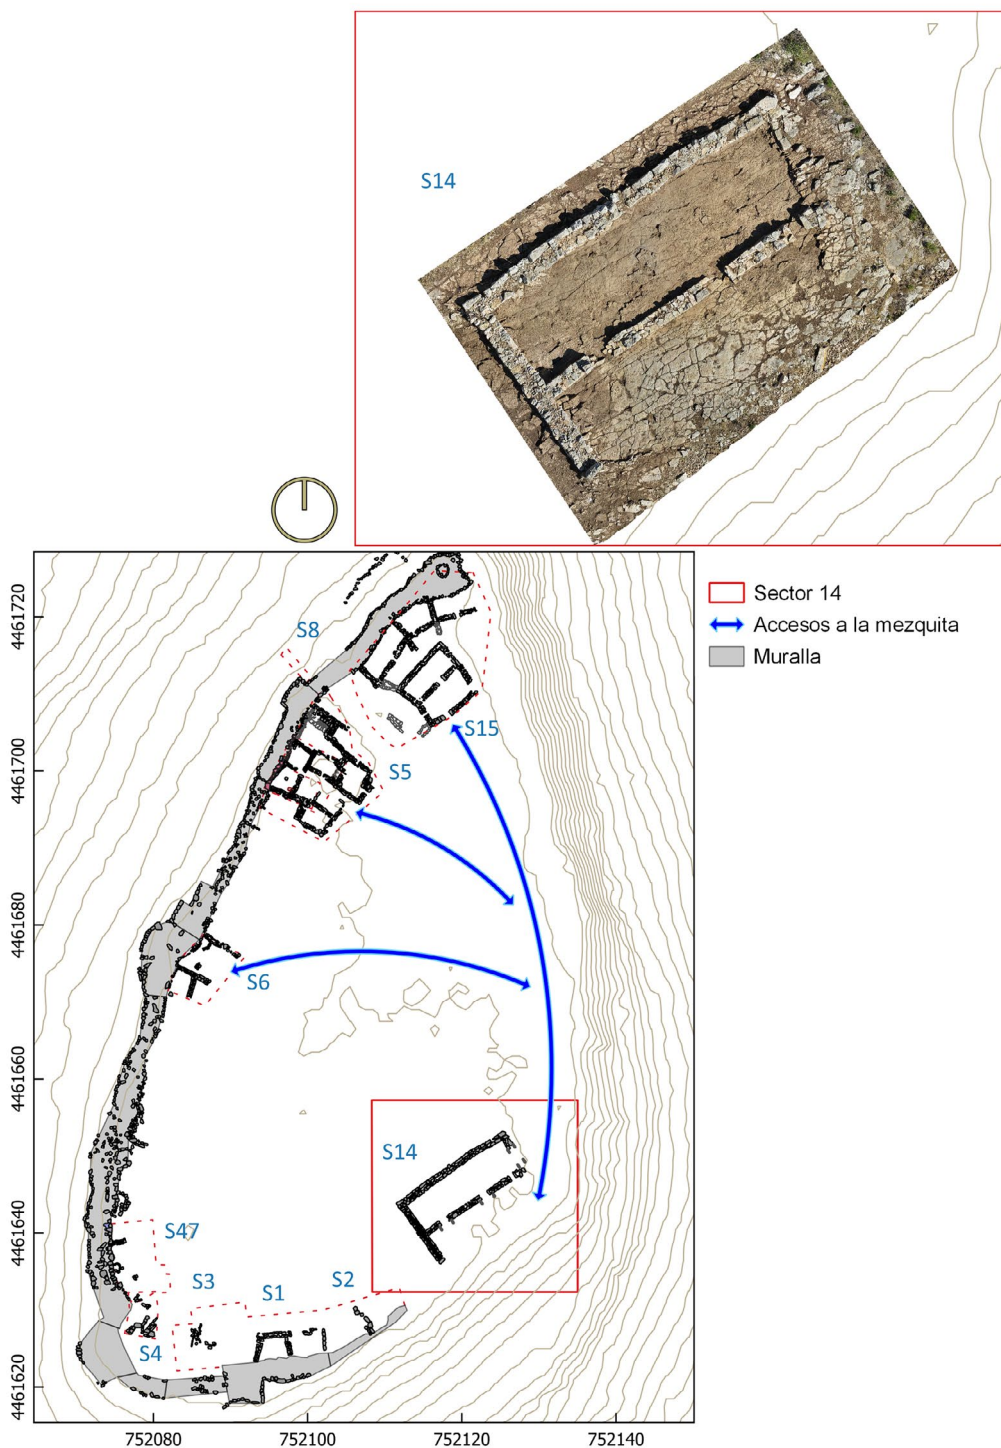 S14
Sector 14
Accesos a la mezquita
Muralla
S8
S15
S5
S6
S14
S47
S3
S1
S2
S4
4461720
4461700
4461680
4461660
4461640
4461620
752080
752100
752120
752140